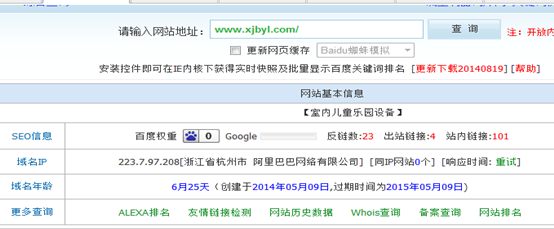 请输入网站地址: www.xjbyl.com/ 查 询 注: 开放内
更新网页缓存 Baidu蜘蛛模拟
安装控件即可在IE内核下获得实时快照及批量显示百度关键词排名 [更新下载20140819] [帮助]
网站基本信息
【室内儿童乐园设备】
SEO信息 百度权重 0 Google 反链数:23 出站链接:4 站内链接:101
域名IP 223.7.97.208[浙江省杭州市 阿里巴巴网络有限公司] [同IP网站0个] [响应时间: 重试]
域名年龄 6月25天 (创建于2014年05月09日,过期时间为2015年05月09日)
更多查询 ALEXA排名 友情链接检测 网站历史数据 Whois查询 备案查询 网站排名